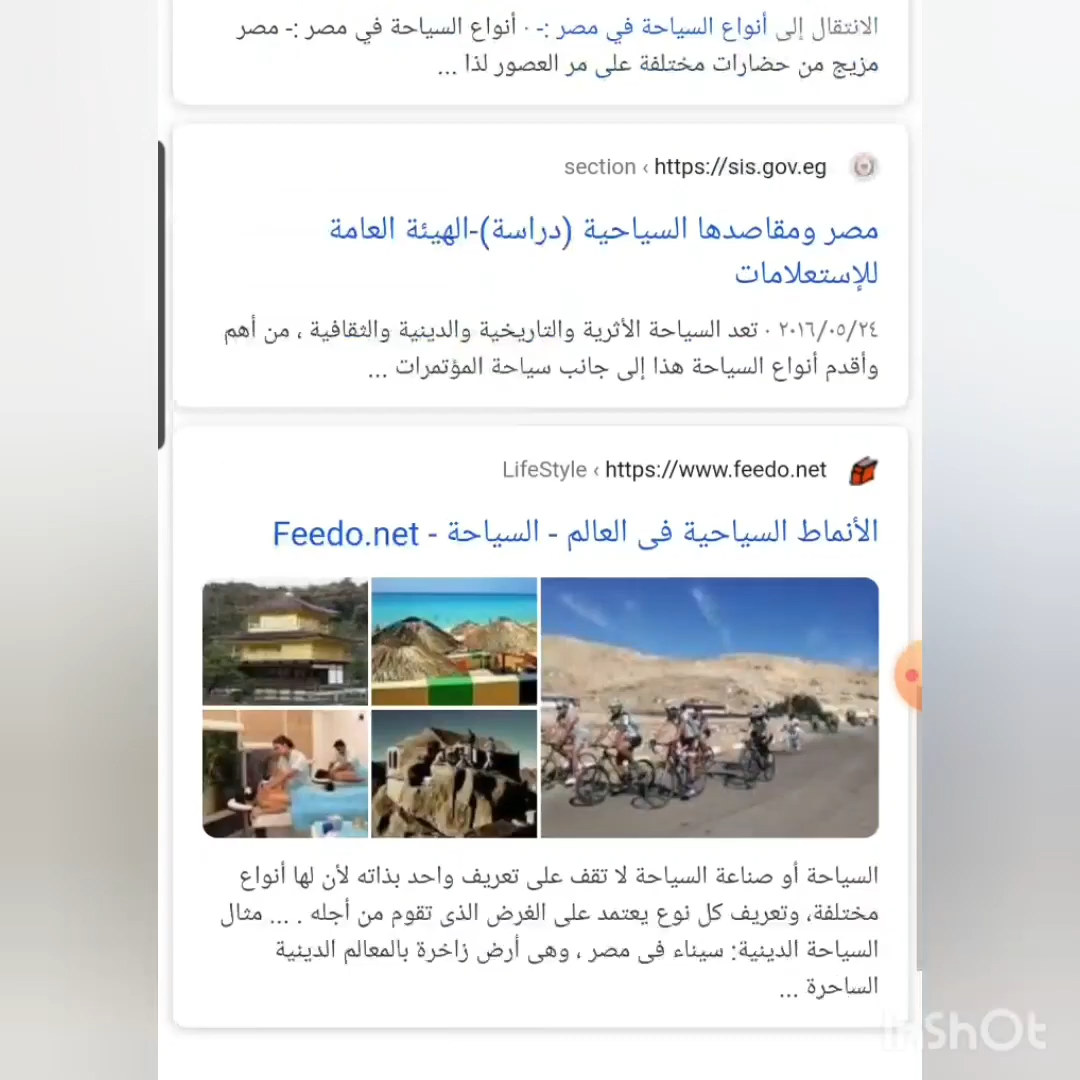 الانتقال إلى أنواع السياحة في مصر :- · أنواع السياحة في مصر :- مصر
مزيج من حضارات مختلفة على مر العصور لذا ...
https://sis.gov.eg › section
مصر ومقاصدها السياحية (دراسة)-الهيئة العامة
للإستعلامات
٢٠١٦/٠٥/٢٤ · تعد السياحة الأثرية والتاريخية والدينية والثقافية ، من أهم
وأقدم أنواع السياحة هذا إلى جانب سياحة المؤتمرات ...
https://www.feedo.net › LifeStyle
الأنماط السياحية فى العالم - السياحة - Feedo.net
السياحة أو صناعة السياحة لا تقف على تعريف واحد بذاته لأن لها أنواع
مختلفة، وتعريف كل نوع يعتمد على الغرض الذى تقوم من أجله . ... مثال
السياحة الدينية: سيناء فى مصر ، وهى أرض زاخرة بالمعالم الدينية
الساحرة ...
InShOt